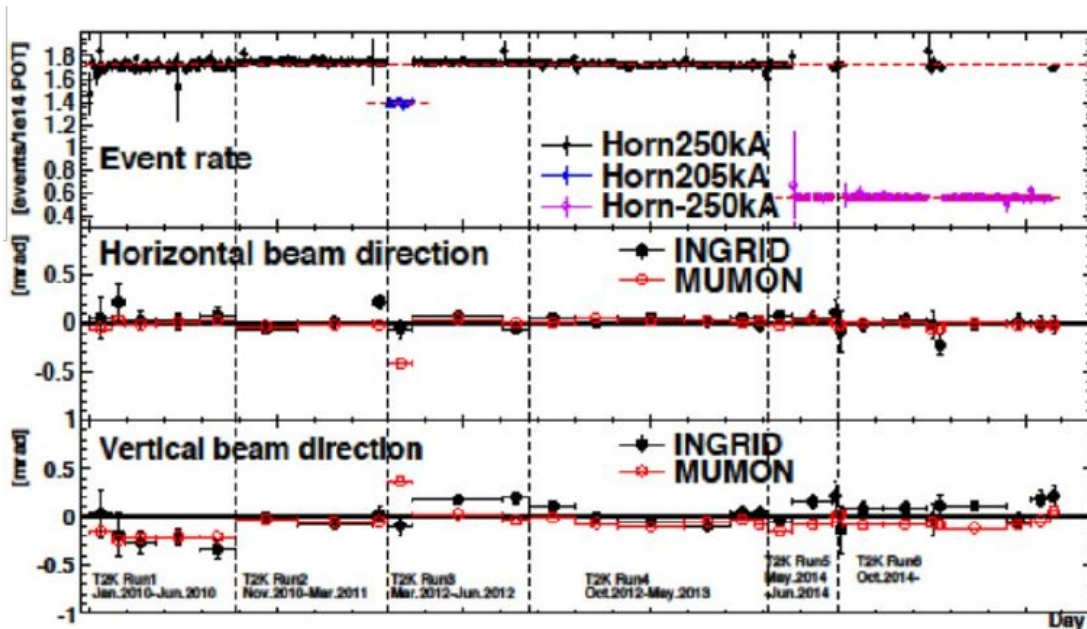 [events/1e14 POT]
1.8
1.6
1.4
1.2
1
0.8
0.6
0.4
Event rate
Horn250kA
Horn205kA
Horn-250kA
[mrad]
Horizontal beam direction
INGRID
MUMON
0.5
0
-0.5
1
[mrad]
Vertical beam direction
INGRID
MUMON
0.5
0
-0.5
-1
T2K Run1
Jan.2010-Jun.2010
T2K Run2
Nov.2010-Mar.2011
T2K Run3
Mar.2012-Jun.2012
T2K Run4
Oct.2012-May.2013
T2K Run5
May.2014
-Jun.2014
T2K Run6
Oct.2014-
Day